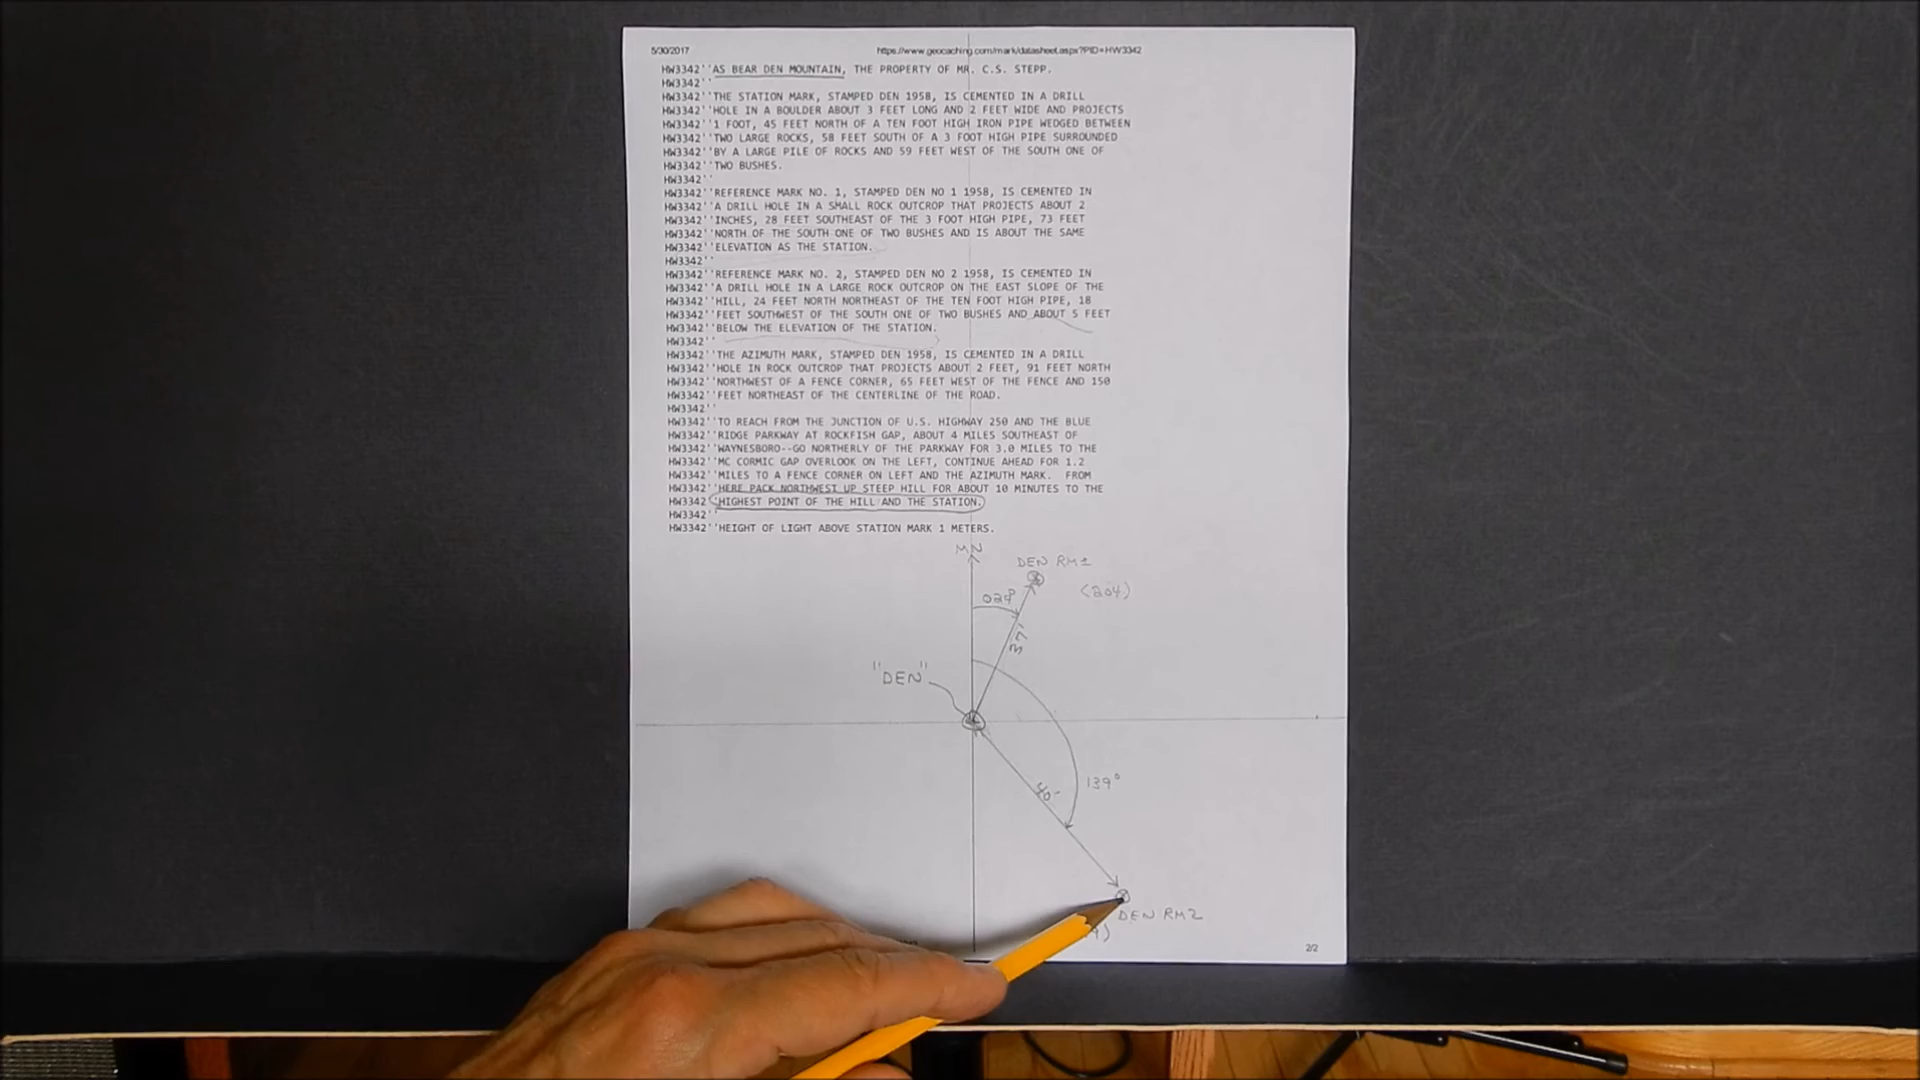 5/30/2017 https://www.geocaching.com/mark/datasheet.aspx?PID=HW3342
HW3342''AS BEAR DEN MOUNTAIN, THE PROPERTY OF MR. C.S. STEPP.
HW3342''
HW3342''THE STATION MARK, STAMPED DEN 1958, IS CEMENTED IN A DRILL
HW3342''HOLE IN A BOULDER ABOUT 3 FEET LONG AND 2 FEET WIDE AND PROJECTS
HW3342''1 FOOT, 45 FEET NORTH OF A TEN FOOT HIGH IRON PIPE WEDGED BETWEEN
HW3342''TWO LARGE ROCKS, 58 FEET SOUTH OF A 3 FOOT HIGH PIPE SURROUNDED
HW3342''BY A LARGE PILE OF ROCKS AND 59 FEET WEST OF THE SOUTH ONE OF
HW3342''TWO BUSHES.
HW3342''
HW3342''REFERENCE MARK NO. 1, STAMPED DEN NO 1 1958, IS CEMENTED IN
HW3342''A DRILL HOLE IN A SMALL ROCK OUTCROP THAT PROJECTS ABOUT 2
HW3342''INCHES, 28 FEET SOUTHEAST OF THE 3 FOOT HIGH PIPE, 73 FEET
HW3342''NORTH OF THE SOUTH ONE OF TWO BUSHES AND IS ABOUT THE SAME
HW3342''ELEVATION AS THE STATION.
HW3342''
HW3342''REFERENCE MARK NO. 2, STAMPED DEN NO 2 1958, IS CEMENTED IN
HW3342''A DRILL HOLE IN A LARGE ROCK OUTCROP ON THE EAST SLOPE OF THE
HW3342''HILL, 24 FEET NORTH NORTHEAST OF THE TEN FOOT HIGH PIPE, 18
HW3342''FEET SOUTHWEST OF THE SOUTH ONE OF TWO BUSHES AND ABOUT 5 FEET
HW3342''BELOW THE ELEVATION OF THE STATION.
HW3342''
HW3342''THE AZIMUTH MARK, STAMPED DEN 1958, IS CEMENTED IN A DRILL
HW3342''HOLE IN ROCK OUTCROP THAT PROJECTS ABOUT 2 FEET, 91 FEET NORTH
HW3342''NORTHWEST OF A FENCE CORNER, 65 FEET WEST OF THE FENCE AND 150
HW3342''FEET NORTHEAST OF THE CENTERLINE OF THE ROAD.
HW3342''
HW3342''TO REACH FROM THE JUNCTION OF U.S. HIGHWAY 250 AND THE BLUE
HW3342''RIDGE PARKWAY AT ROCKFISH GAP, ABOUT 4 MILES SOUTHEAST OF
HW3342''WAYNESBORO--GO NORTHERLY OF THE PARKWAY FOR 3.0 MILES TO THE
HW3342''MC CORMIC GAP OVERLOOK ON THE LEFT, CONTINUE AHEAD FOR 1.2
HW3342''MILES TO A FENCE CORNER ON LEFT AND THE AZIMUTH MARK.  FROM
HW3342''HERE PACK NORTHWEST UP STEEP HILL FOR ABOUT 10 MINUTES TO THE
HW3342''HIGHEST POINT OF THE HILL AND THE STATION.
HW3342''
HW3342''HEIGHT OF LIGHT ABOVE STATION MARK 1 METERS.
MN
DEN RM1
(204)
024°
37'
"DEN"
139°
40'
DEN RM2
2/2